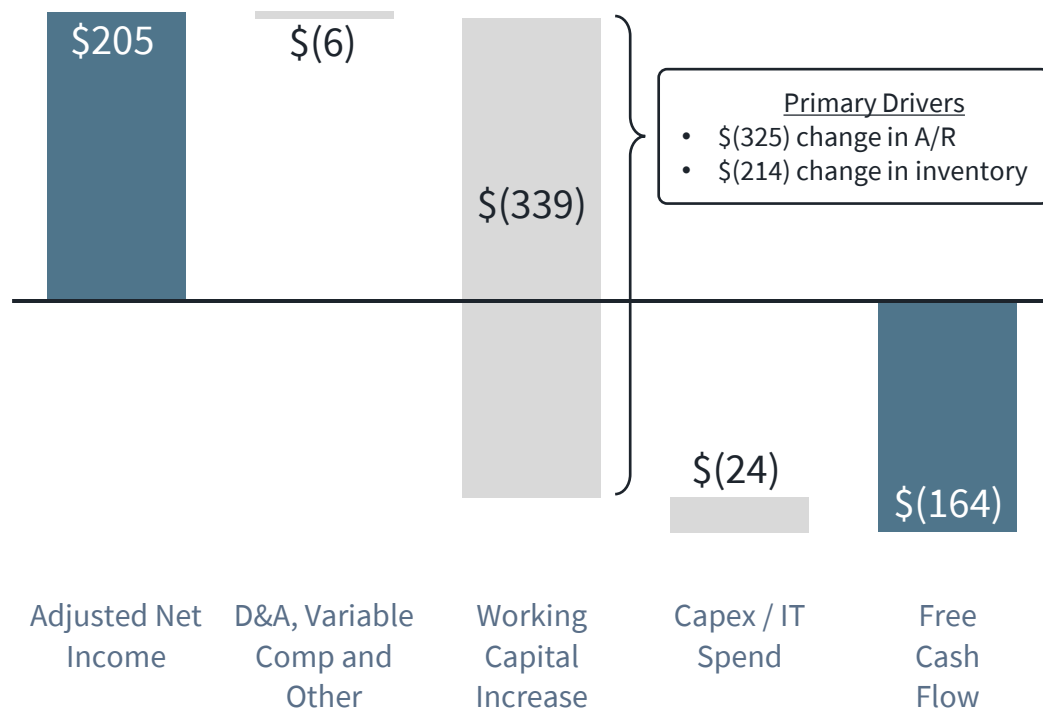 $205
$(6)
$(339)
Primary Drivers
• $(325) change in A/R
• $(214) change in inventory
$(24)
$(164)
Adjusted Net
Income
D&A, Variable
Comp and
Other
Working
Capital
Increase
Capex / IT
Spend
Free
Cash
Flow